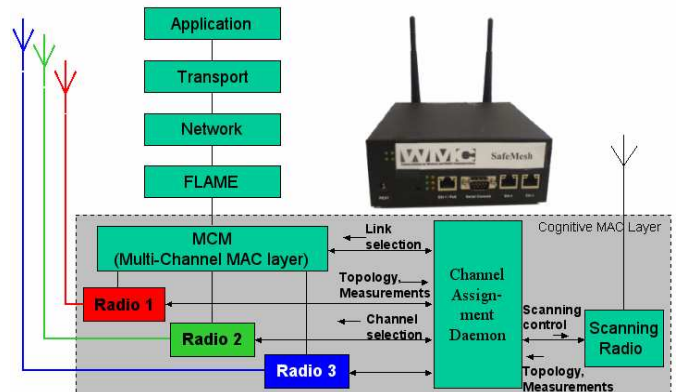 Application
Transport
Network
FLAME
WMC
SafeMesh
Cognitive MAC Layer
MCM
(Multi-Channel MAC layer)
Link
selection
Topology,
Measurements
Channel
selection
Radio 1
Radio 2
Radio 3
Channel
Assign-
ment
Daemon
Scanning
control
Topology,
Measurements
Scanning
Radio